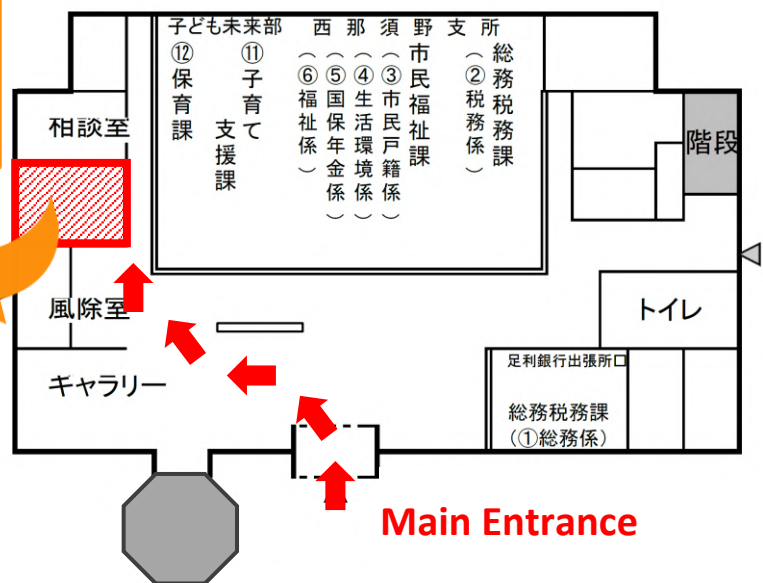 子ども未来部
⑫保育課
⑪子育て
支援課
西那須野支所
総務税務課
（②税務係）
市民福祉課
（③市民戸籍係）
（④生活環境係）
（⑤国保年金係）
（⑥福祉係）
相談室
階段
風除室
トイレ
キャラリー
足利銀行出張所口
総務税務課
（①総務係）
Main Entrance